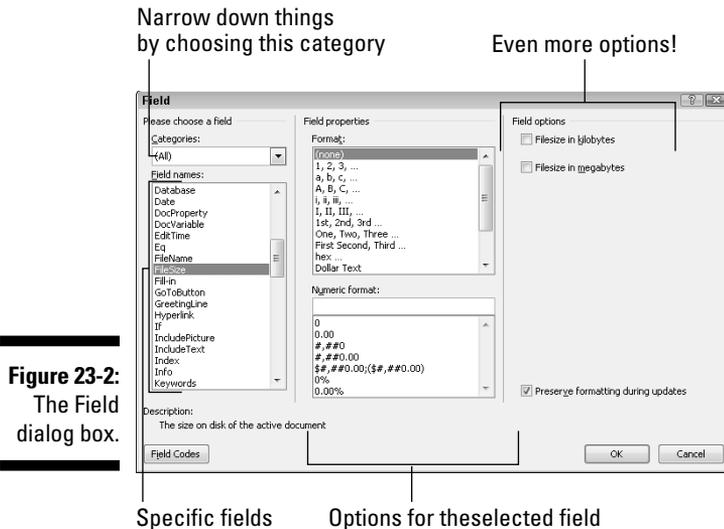 Narrow down things
by choosing this category
Even more options!
Field
Please choose a field
Categories:
(All)
Field names:
Database
Date
DocProperty
DocVariable
EditTime
Eq
FileName
FileSize
Fill-in
GoToButton
GreetingLine
Hyperlink
If
IncludePicture
IncludeText
Index
Info
Keywords
Field properties
Format:
(none)
1, 2, 3, ...
a, b, c, ...
A, B, C, ...
i, ii, iii, ...
I, II, III, ...
1st, 2nd, 3rd ...
One, Two, Three ...
First Second, Third ...
hex ...
Dollar Text
Numeric format:
0
0.00
#,##0
#,##0.00
$#,##0.00;($#,##0.00)
0%
0.00%
Field options
Filesize in kilobytes
Filesize in megabytes
Preserve formatting during updates
Description:
The size on disk of the active document
Field Codes
OK
Cancel
Figure 23-2:
The Field
dialog box.
Specific fields
Options for theselected field